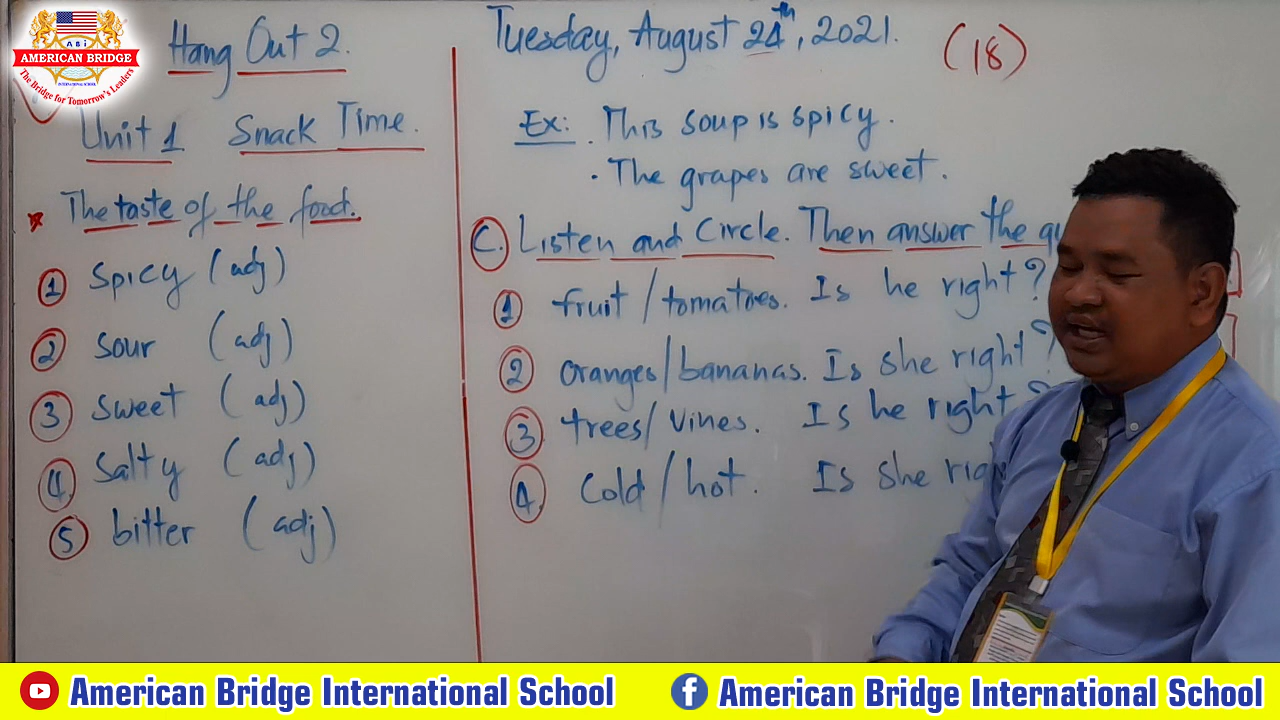 A B i
AMERICAN BRIDGE
INTERNATIONAL SCHOOL
The Bridge for Tomorrow's Leaders
Hang Out 2.
Unit 1 Snack Time.
The taste of the food.
1 Spicy (adj)
2 Sour (adj)
3 Sweet (adj)
4. Salty (adj)
5 bitter (adj)
Tuesday, August 24th, 2021.
(18)
Ex: . This soup is spicy.
. The grapes are sweet.
C. Listen and Circle. Then answer the
1 fruit / tomatoes. Is he right?
2 oranges/bananas. Is she right?
3 trees/ vines. Is he right?
4. Cold / hot. Is she
American Bridge International School
American Bridge International School